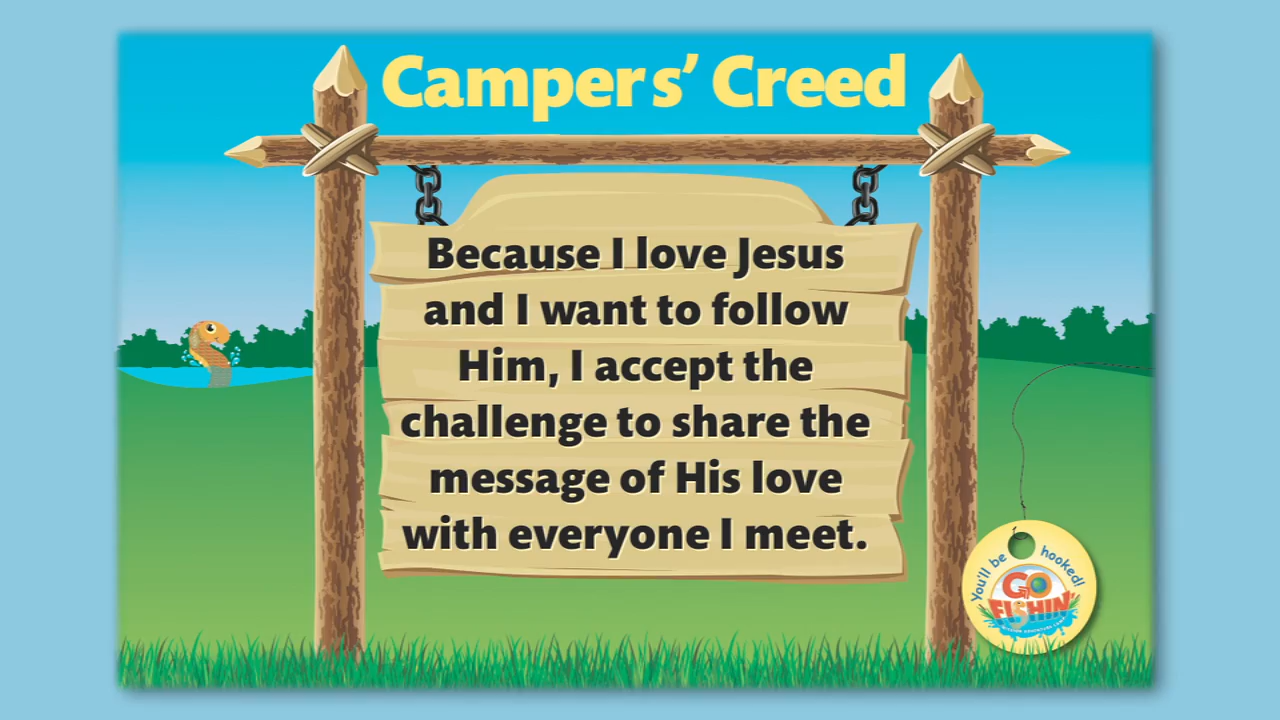 Campers’ Creed
Because I love Jesus
and I want to follow
Him, I accept the
challenge to share the
message of His love
with everyone I meet.
You'll be hooked!
GO
FISHIN'